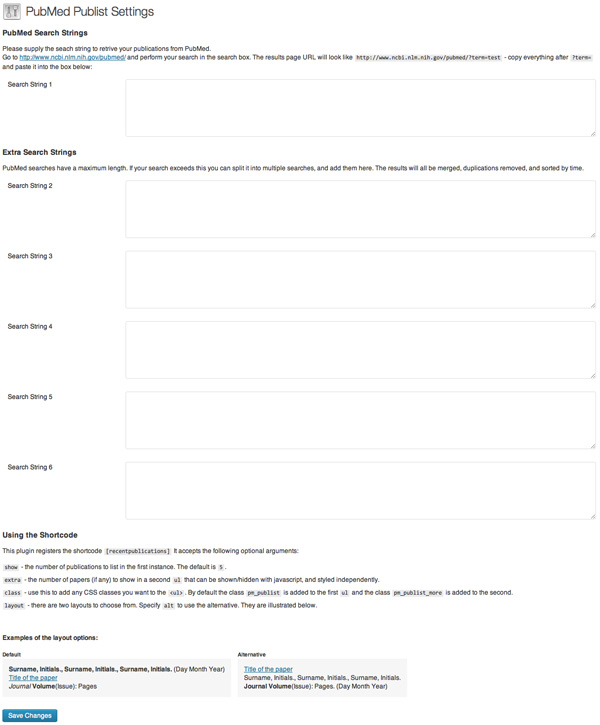 PubMed Publist Settings
PubMed Search Strings
Please supply the seach string to retrive your publications from PubMed.
Go to http://www.ncbi.nlm.nih.gov/pubmed/ and perform your search in the search box. The results page URL will look like http://www.ncbi.nlm.nih.gov/pubmed/?term=test - copy everything after ?term=
and paste it into the box below:
Search String 1
Extra Search Strings
PubMed searches have a maximum length. If your search exceeds this you can split it into multiple searches, and add them here. The results will all be merged, duplications removed, and sorted by time.
Search String 2
Search String 3
Search String 4
Search String 5
Search String 6
Using the Shortcode
This plugin registers the shortcode [recentpublications] It accepts the following optional arguments:
show - the number of publications to list in the first instance. The default is 5 .
extra - the number of papers (if any) to show in a second ul that can be shown/hidden with javascript, and styled independently.
class - use this to add any CSS classes you want to the <ul>. By default the class pm_publist is added to the first ul and the class pm_publist_more is added to the second.
layout - there are two layouts to choose from. Specify alt to use the alternative. They are illustrated below.
Examples of the layout options:
Default
Surname, Initials., Surname, Initials., Surname, Initials. (Day Month Year)
Title of the paper
Journal Volume(Issue): Pages
Alternative
Title of the paper
Surname, Initials., Surname, Initials., Surname, Initials.
Journal Volume(Issue): Pages. (Day Month Year)
Save Changes